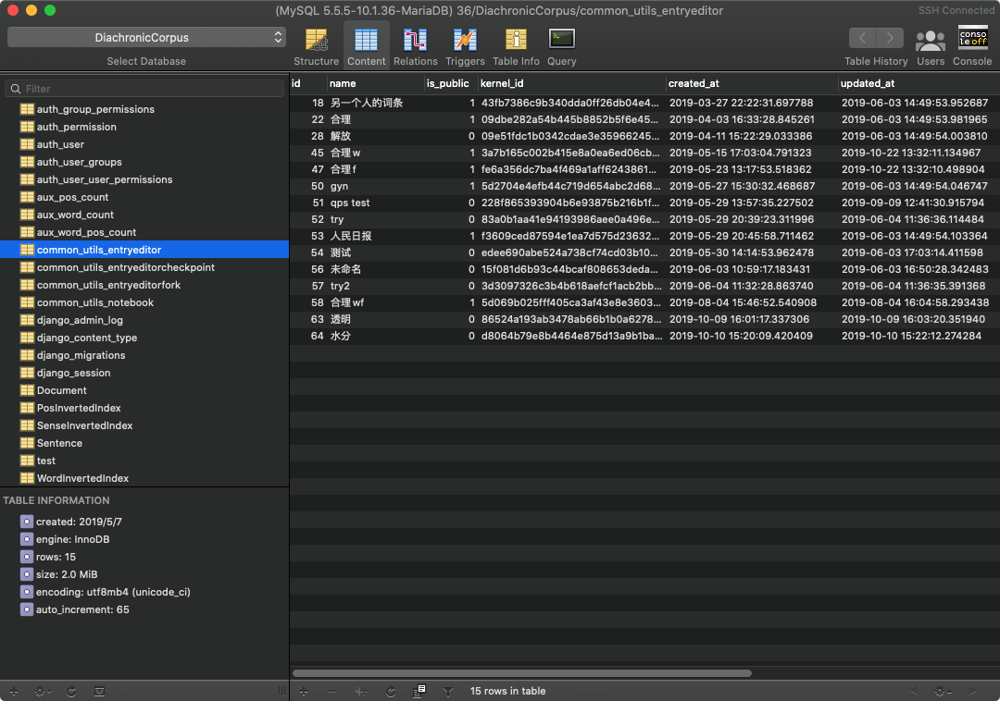 (MySQL 5.5.5-10.1.36-MariaDB) 36/DiachronicCorpus/common_utils_entryeditor
SSH Connected
DiachronicCorpus
Select Database
Structure Content Relations Triggers Table Info Query
Table History Users Console
conso
le off
Filter
auth_group_permissions
auth_permission
auth_user
auth_user_groups
auth_user_user_permissions
aux_pos_count
aux_word_count
aux_word_pos_count
common_utils_entryeditor
common_utils_entryeditorcheckpoint
common_utils_entryeditorfork
common_utils_notebook
django_admin_log
django_content_type
django_migrations
django_session
Document
PosInvertedIndex
SenseInvertedIndex
Sentence
test
WordInvertedIndex
TABLE INFORMATION
created: 2019/5/7
engine: InnoDB
rows: 15
size: 2.0 MiB
encoding: utf8mb4 (unicode_ci)
auto_increment: 65
id name is_public kernel_id created_at updated_at
18 另一个人的词条 1 43fb7386c9b340dda0ff26db04e4... 2019-03-27 22:22:31.697788 2019-06-03 14:49:53.952687
22 合理 1 09dbe282a54b445b8852b5f6e45... 2019-04-03 16:33:28.845261 2019-06-03 14:49:53.981965
28 解放 0 09e51fdc1b0342cdae3e35966245... 2019-04-11 15:22:29.033386 2019-06-03 14:49:54.003810
45 合理w 1 3a7b165c002b415e8a0ea6ed06cb... 2019-05-15 17:03:04.791323 2019-10-22 13:32:11.134967
47 合理f 1 fe6a356dc7ba4f469a1aff6243861... 2019-05-23 13:17:53.518362 2019-10-22 13:32:10.498904
50 gyn 1 5d2704e4efb44c719d654abc2d68... 2019-05-27 15:30:32.468687 2019-06-03 14:49:54.046747
51 qps test 0 228f865393904b6e93875b216b1f... 2019-05-29 13:57:35.227502 2019-09-09 12:41:30.915794
52 try 0 83a0b1aa41e94193986aee0a496e... 2019-05-29 20:39:23.311996 2019-06-04 11:36:36.114484
53 人民日报 1 f3609ced87594e1ea7d575d23632... 2019-05-29 20:45:58.711462 2019-06-03 14:49:54.103364
54 测试 0 edee690abe524a738cf74cd03b10... 2019-05-30 14:14:53.962478 2019-06-03 17:03:14.411598
56 未命名 0 15f081d6b93c44bcaf808653deda... 2019-06-03 10:59:17.183431 2019-06-03 16:50:28.342483
57 try2 0 3d3097326c3b4b618aefcf1acb2bb... 2019-06-04 11:32:28.863740 2019-06-04 11:36:35.391368
58 合理wf 1 5d069b025fff405ca3af43e8e3603... 2019-08-04 15:46:52.540908 2019-08-04 16:04:58.293438
63 透明 0 86524a193ab3478ab66b1b0a6278... 2019-10-09 16:01:17.337306 2019-10-09 16:03:20.351940
64 水分 0 d8064b79e8b4464e875d13a9b1ba... 2019-10-10 15:20:09.420409 2019-10-10 15:22:12.274284
15 rows in table